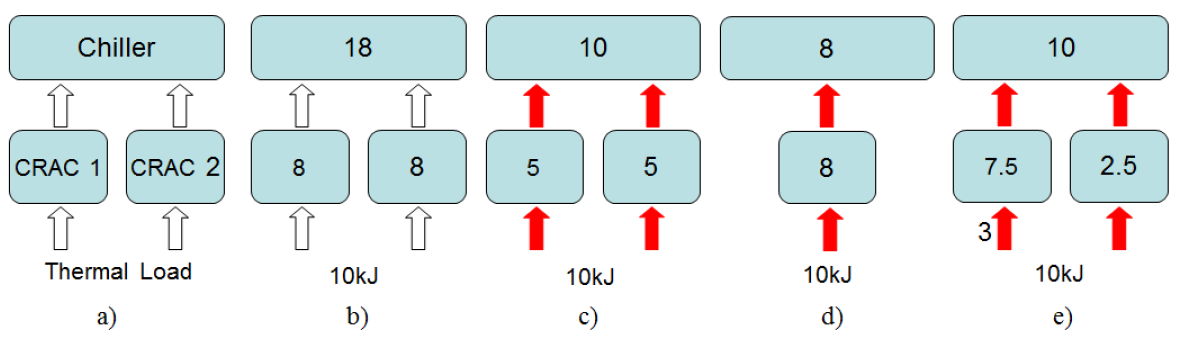 Chiller
18
10
8
10
CRAC 1
CRAC 2
8
8
5
5
8
7.5
2.5
3
Thermal Load
10kJ
10kJ
10kJ
10kJ
a)
b)
c)
d)
e)